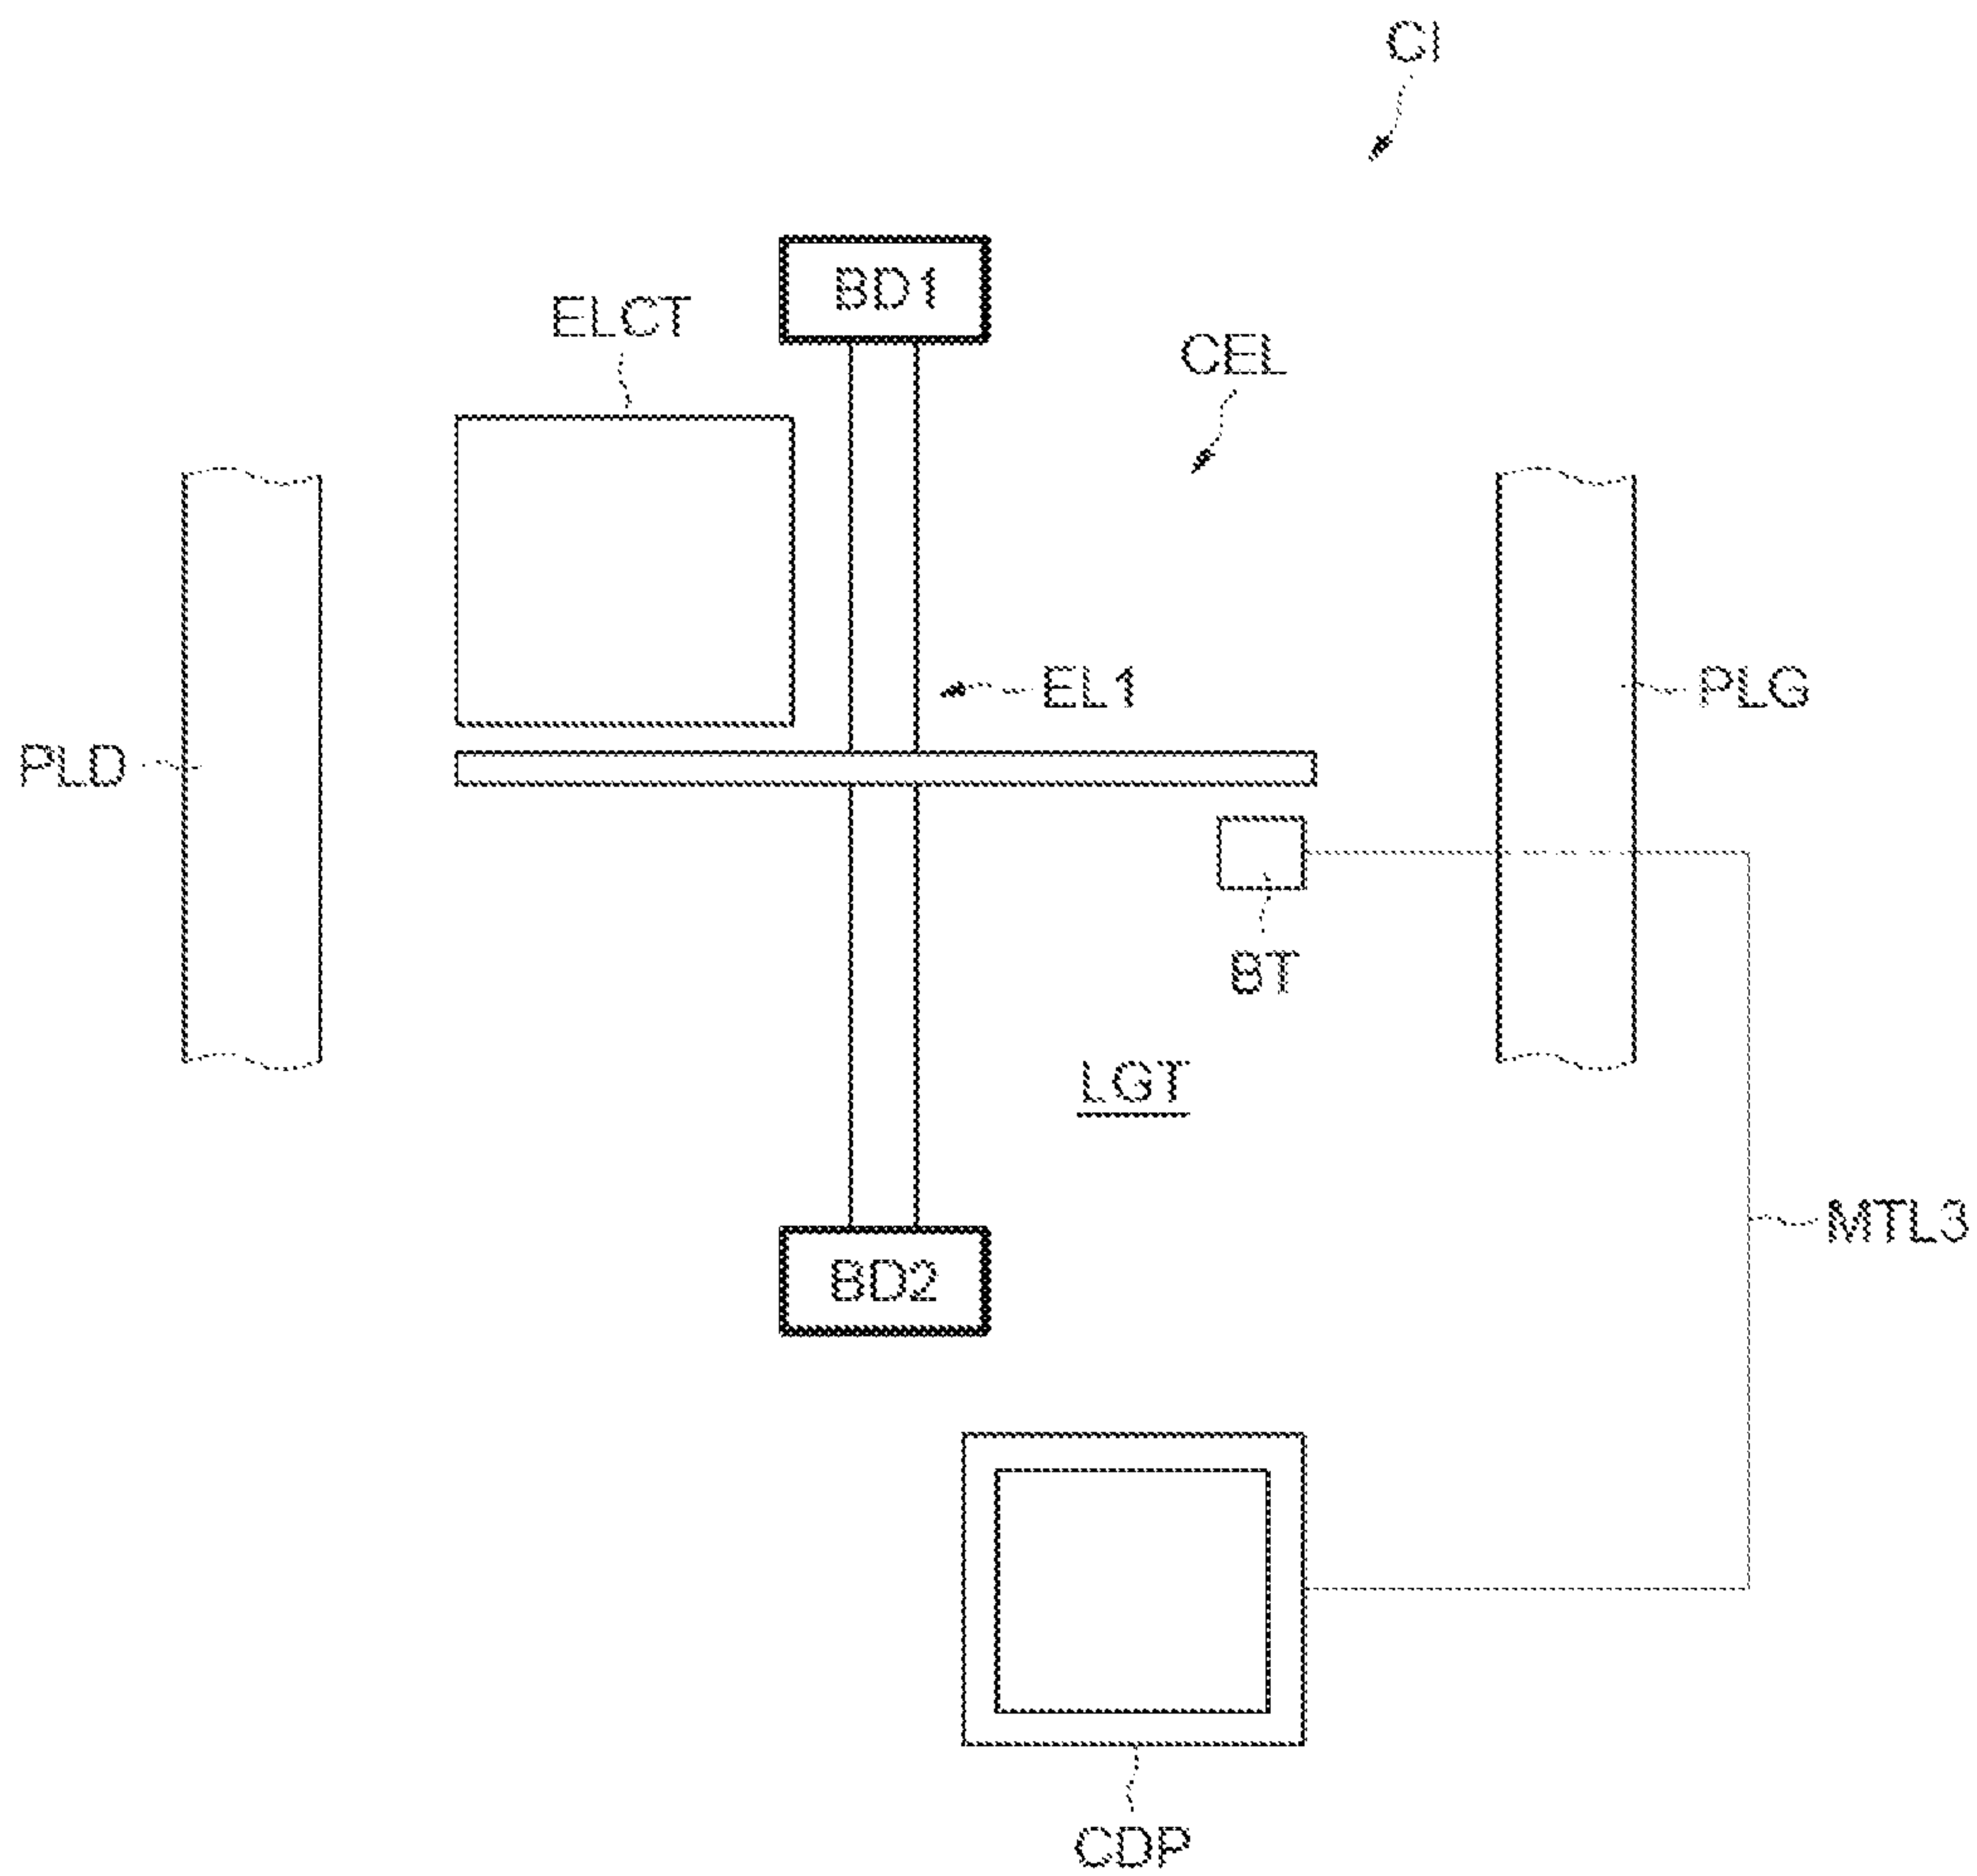 CI
BD1
ELCT
CEL
EL1
PLG
PLD
BT
LGT
MTL3
BD2
CDP